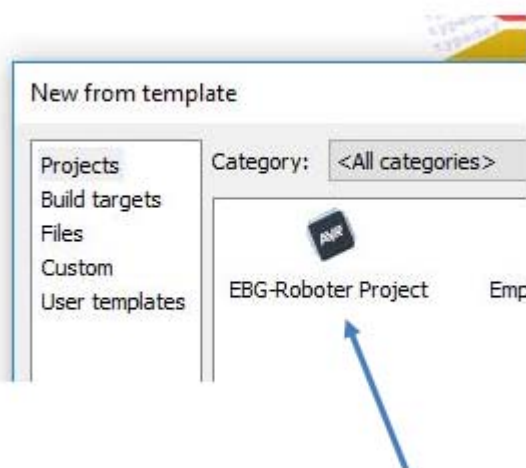 New from template
Projects
Build targets
Files
Custom
User templates
Category: <All categories>
AVR
EBG-Roboter Project
Emp